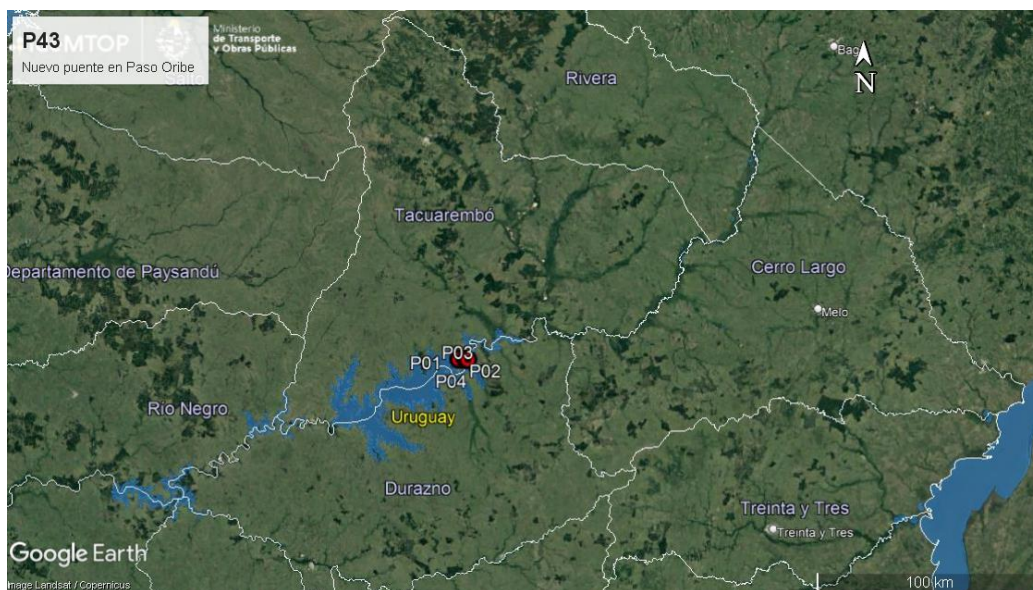 P43
Nuevo puente en Paso Oribe
MTOP
Ministerio
de Transporte
y Obras Públicas
Salto
Bag
N
Rivera
Tacuarembó
Departamento de Paysandú
Cerro Largo
Melo
P03
P01
P02
P04
Rio Negro
Uruguay
Durazno
Treinta y Tres
Treinta y Tres
Google Earth
Image Landsat / Copernicus
100 km